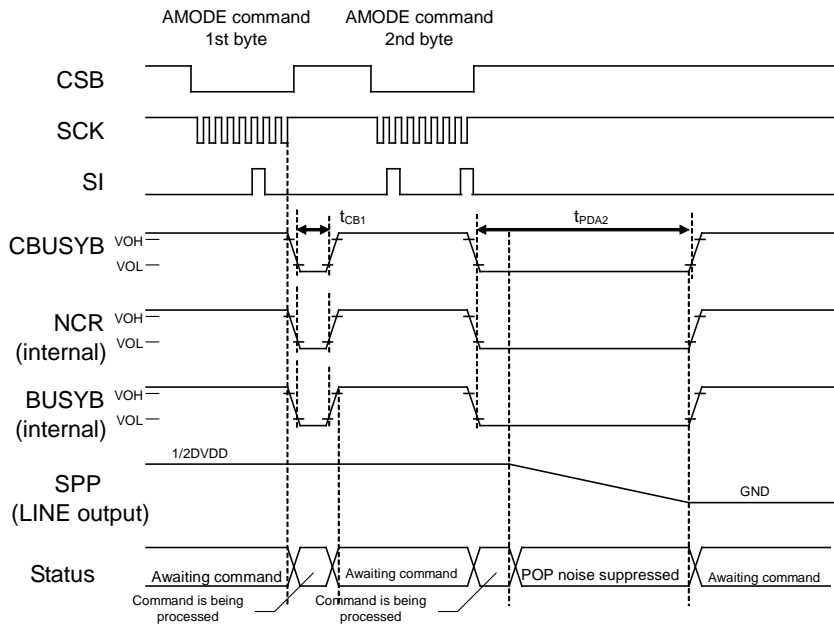 AMODE command
1st byte
AMODE command
2nd byte
CSB
SCK
SI
tCB1
tPDA2
CBUSYB
VOH
VOL
NCR
(internal)
VOH
VOL
BUSYB
(internal)
VOH
VOL
1/2DVDD
SPP
(LINE output)
GND
Status
Awaiting command
Awaiting command
POP noise suppressed
Awaiting command
Command is being
processed
Command is being
processed